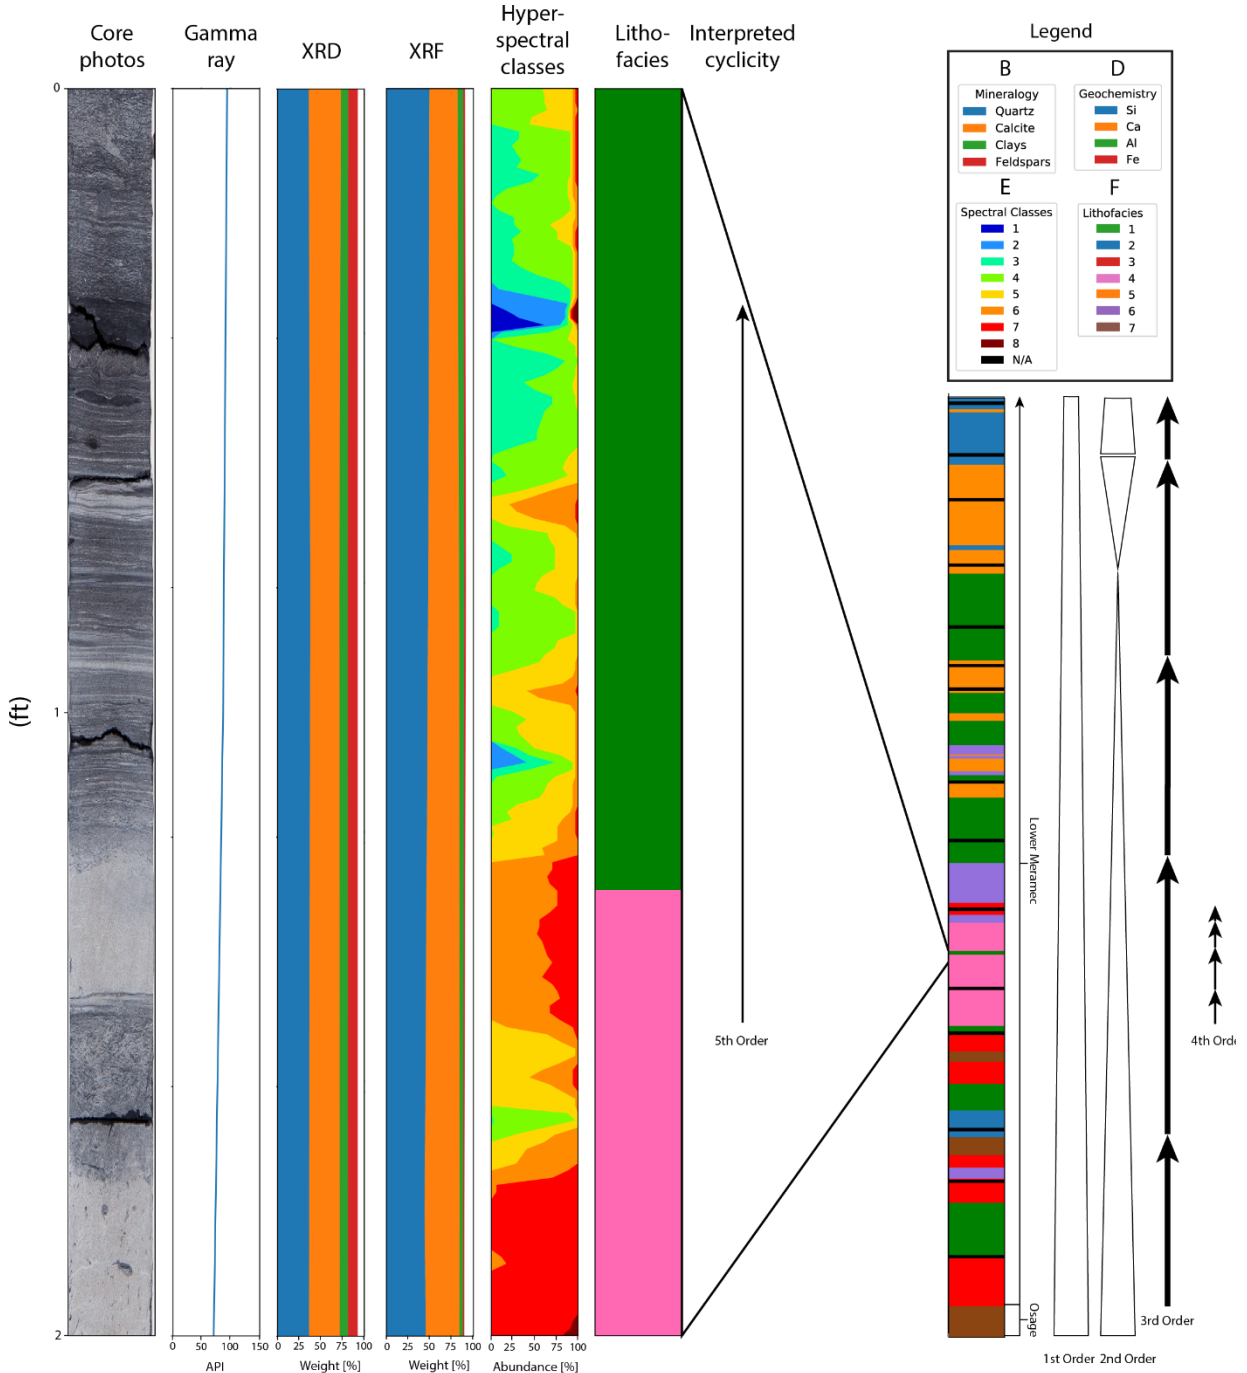 Core
photos
Gamma
ray
XRD
XRF
Hyper-
spectral
classes
Litho-
facies
Interpreted
cyclicity
Legend
B
Mineralogy
Quartz
Calcite
Clays
Feldspars
D
Geochemistry
Si
Ca
Al
Fe
E
Spectral Classes
1
2
3
4
5
6
7
8
N/A
F
Lithofacies
1
2
3
4
5
6
7
(ft)
0
1
2
5th Order
Lower Meramec
Osage
4th Orde
3rd Order
1st Order 2nd Order
0 50 100 150
API
0 25 50 75 100
Weight [%]
0 25 50 75 100
Weight [%]
0 25 50 75 100
Abundance [%]